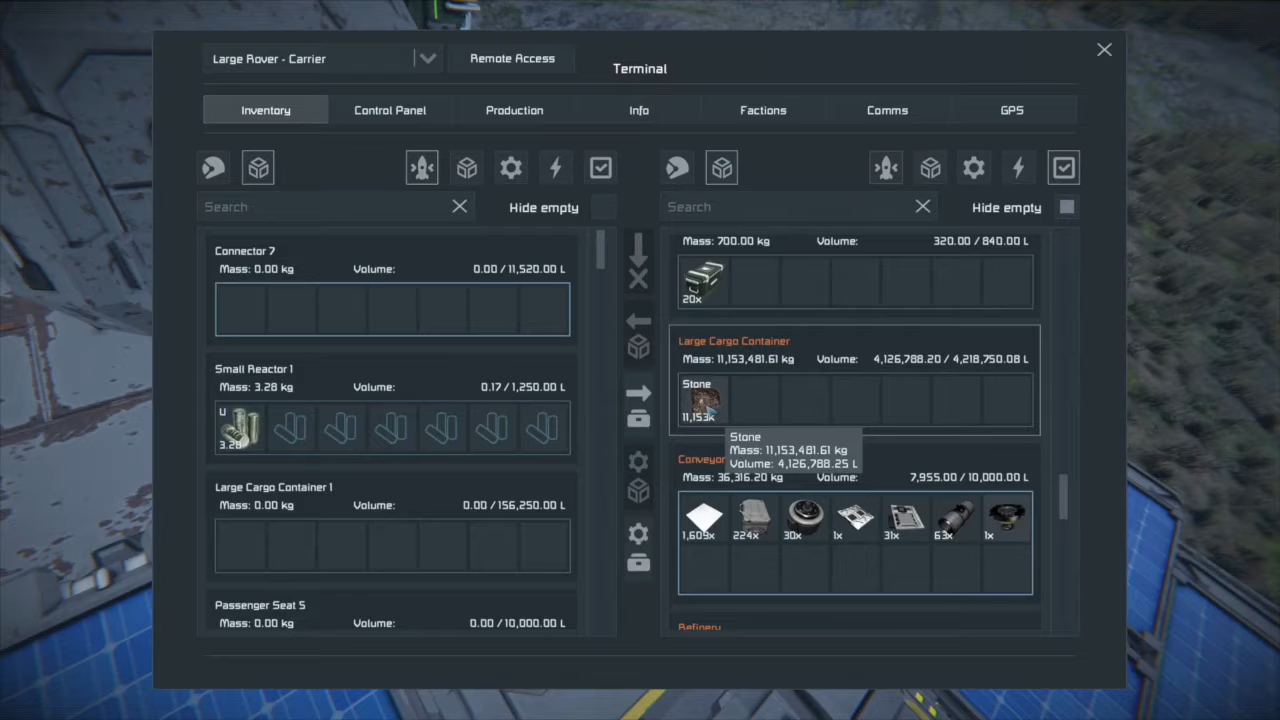 Large Rover - Carrier
Remote Access
Terminal
Inventory
Control Panel
Production
Info
Factions
Comms
GPS
Search
Hide empty
Search
Hide empty
Connector 7
Mass: 0.00 kg Volume: 0.00 / 11,520.00 L
Small Reactor 1
Mass: 3.28 kg Volume: 0.17 / 1,250.00 L
U
3.28
Large Cargo Container 1
Mass: 0.00 kg Volume: 0.00 / 156,250.00 L
Passenger Seat 5
Mass: 0.00 kg Volume: 0.00 / 10,000.00 L
Mass: 700.00 kg Volume: 320.00 / 840.00 L
20x
Large Cargo Container
Mass: 11,153,481.61 kg Volume: 4,126,788.20 / 4,218,750.08 L
Stone
11,153k
Stone
Mass: 11,153,481.61 kg
Volume: 4,126,788.25 L
Conveyor
Mass: 36,316.20 kg Volume: 7,955.00 / 10,000.00 L
1,609x 224x 30x 1x 31x 63x 1x
Refinery